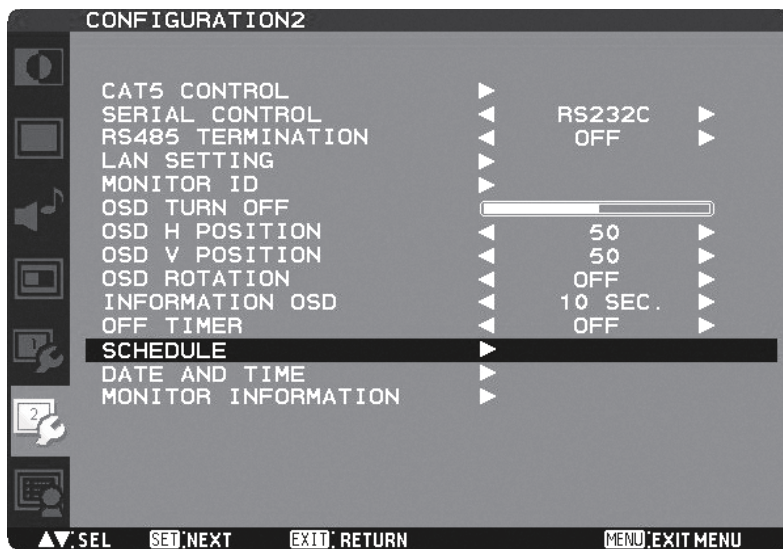 CONFIGURATION2
CAT5 CONTROL ▶
SERIAL CONTROL ◀ RS232C ▶
RS485 TERMINATION ◀ OFF ▶
LAN SETTING ▶
MONITOR ID ▶
OSD TURN OFF
OSD H POSITION ◀ 50 ▶
OSD V POSITION ◀ 50 ▶
OSD ROTATION ◀ OFF ▶
INFORMATION OSD ◀ 10 SEC. ▶
OFF TIMER ◀ OFF ▶
1
SCHEDULE ▶
DATE AND TIME ▶
MONITOR INFORMATION ▶
2
▲▼:SEL SET:NEXT EXIT: RETURN MENU:EXIT MENU